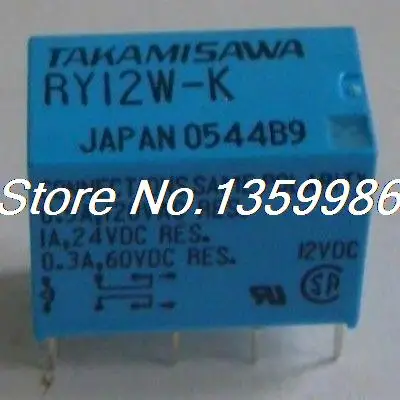 TAKAMISAWA
RY12W-K
JAPAN 0544B9
Store No.:1359986
1A,24VDC RES.
0.3A,60VDC RES.
12VDC